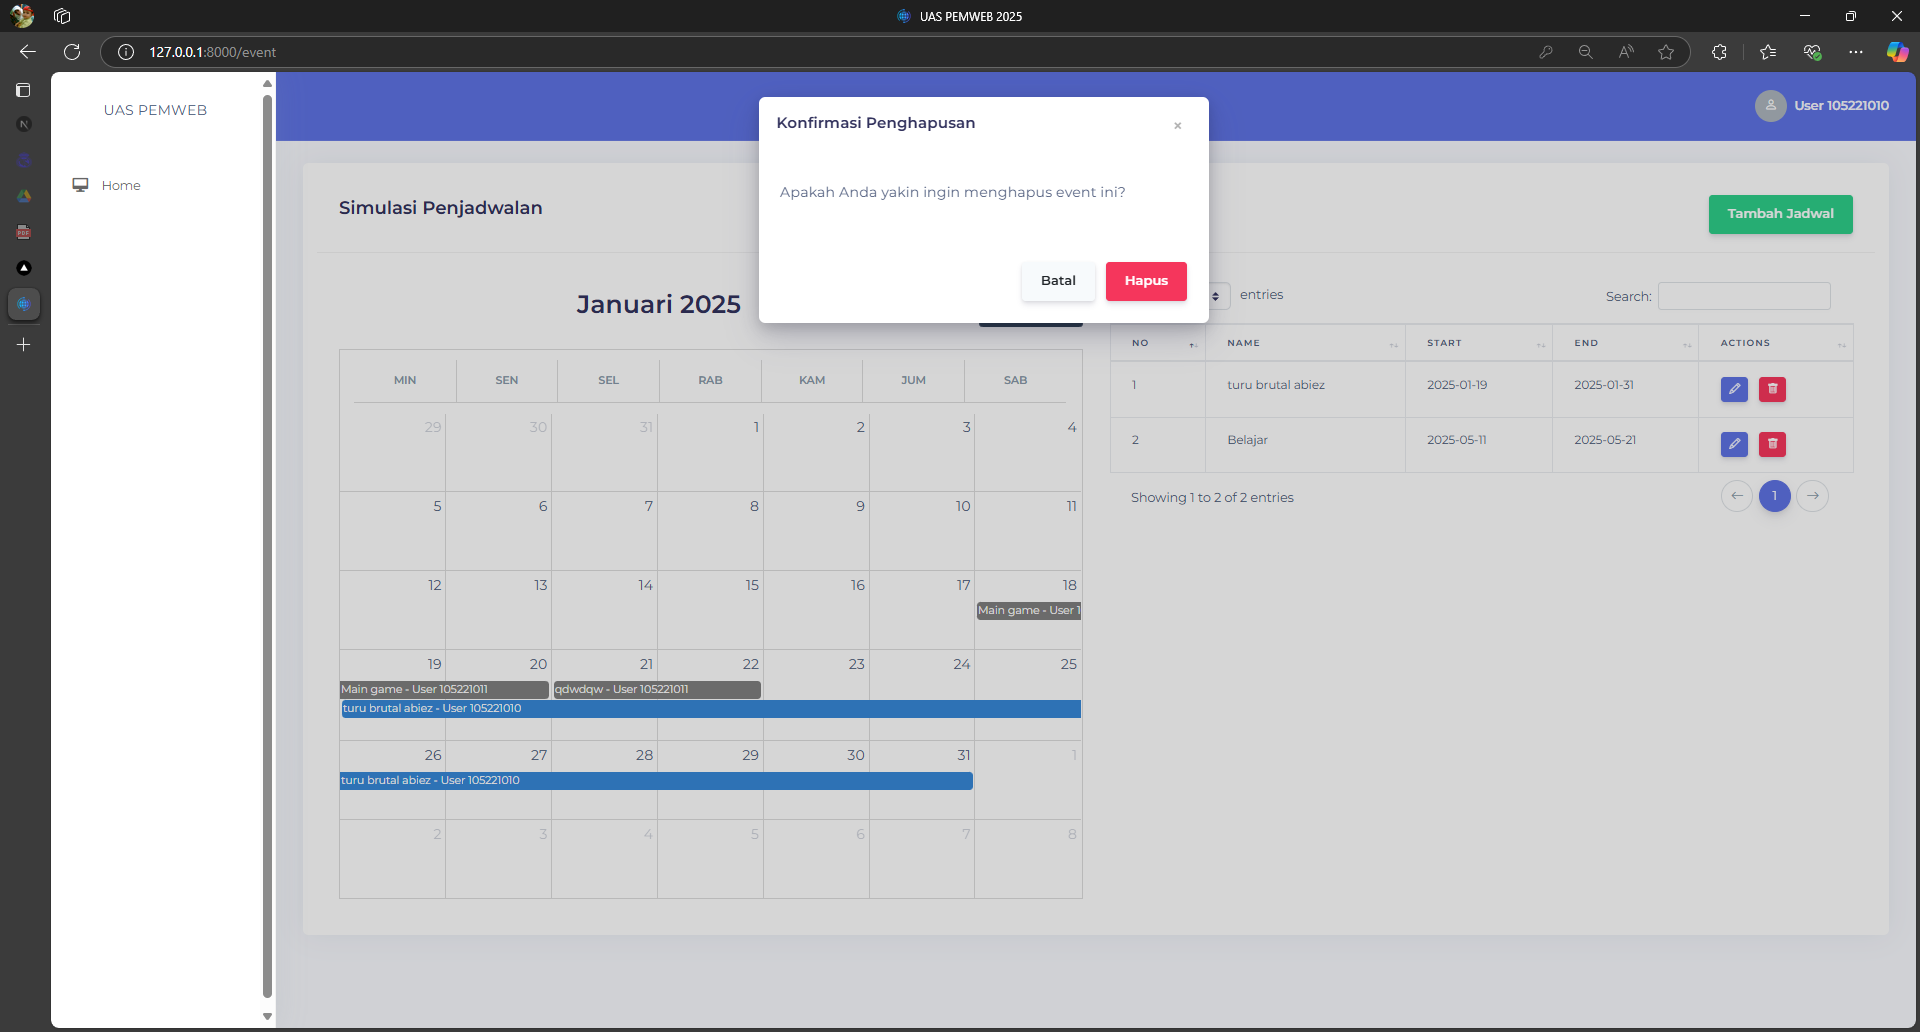 UAS PEMWEB 2025
127.0.0.1:8000/event
UAS PEMWEB
Home
User 105221010
Konfirmasi Penghapusan
×
Apakah Anda yakin ingin menghapus event ini?
Batal
Hapus
Simulasi Penjadwalan
Tambah Jadwal
Januari 2025
MIN SEN SEL RAB KAM JUM SAB
29 30 31 1 2 3 4
5 6 7 8 9 10 11
12 13 14 15 16 17 18
Main game - User 1
19 20 21 22 23 24 25
Main game - User 105221011 qdwdqw - User 105221011
turu brutal abiez - User 105221010
26 27 28 29 30 31 1
turu brutal abiez - User 105221010
2 3 4 5 6 7 8
entries
Search:
NO NAME START END ACTIONS
1 turu brutal abiez 2025-01-19 2025-01-31
2 Belajar 2025-05-11 2025-05-21
Showing 1 to 2 of 2 entries
1